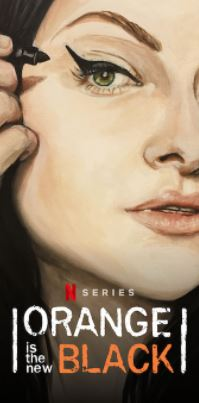 N SERIES
ORANGE
is
the
new BLACK